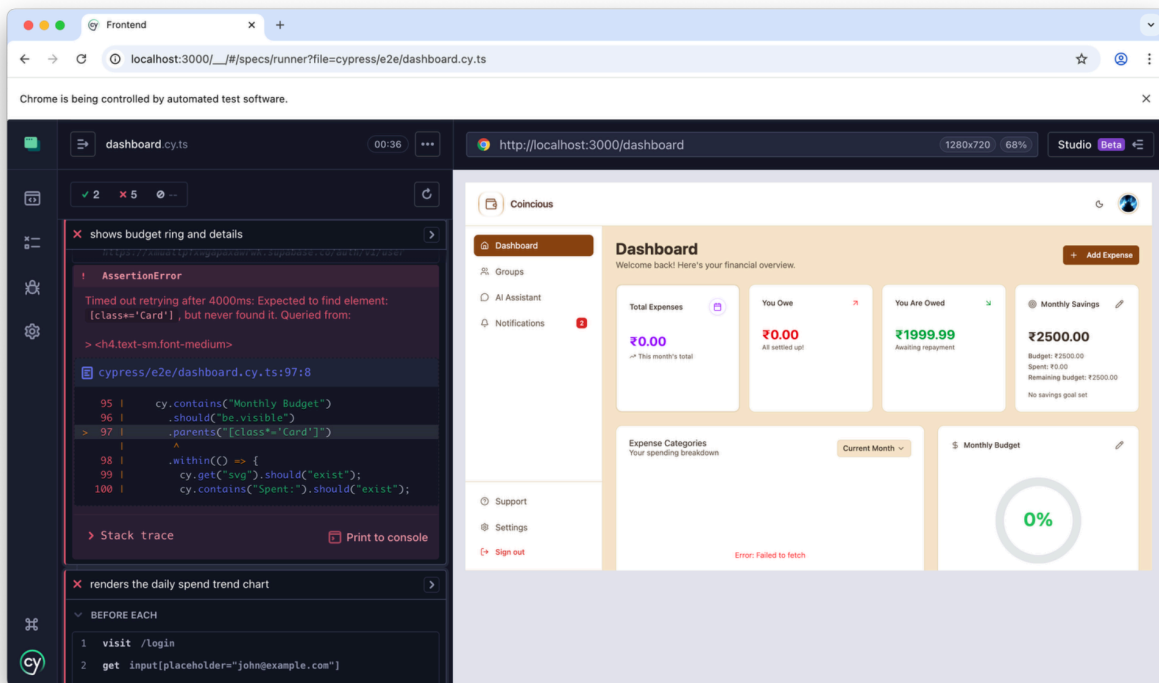 Frontend
localhost:3000/__/#/specs/runner?file=cypress/e2e/dashboard.cy.ts
Chrome is being controlled by automated test software.
dashboard.cy.ts
00:36
2
5
--
shows budget ring and details
! AssertionError
Timed out retrying after 4000ms: Expected to find element:
[class*='Card'] , but never found it. Queried from:
> <h4.text-sm.font-medium>
cypress/e2e/dashboard.cy.ts:97:8
95 | cy.contains("Monthly Budget")
96 | .should("be.visible")
> 97 | .parents("[class*='Card']")
| ^
98 | .within(() => {
99 | cy.get("svg").should("exist");
100 | cy.contains("Spent:").should("exist");
> Stack trace
Print to console
renders the daily spend trend chart
BEFORE EACH
1 visit /login
2 get input[placeholder="john@example.com"]
cy
http://localhost:3000/dashboard
1280x720
68%
Studio Beta
Coincious
Dashboard
Groups
AI Assistant
Notifications 2
Support
Settings
Sign out
Dashboard
Welcome back! Here's your financial overview.
+ Add Expense
Total Expenses
₹0.00
This month's total
You Owe
₹0.00
All settled up!
You Are Owed
₹1999.99
Awaiting repayment
Monthly Savings
₹2500.00
Budget: ₹2500.00
Spent: ₹0.00
Remaining budget: ₹2500.00
No savings goal set
Expense Categories
Your spending breakdown
Current Month
Error: Failed to fetch
$ Monthly Budget
0%